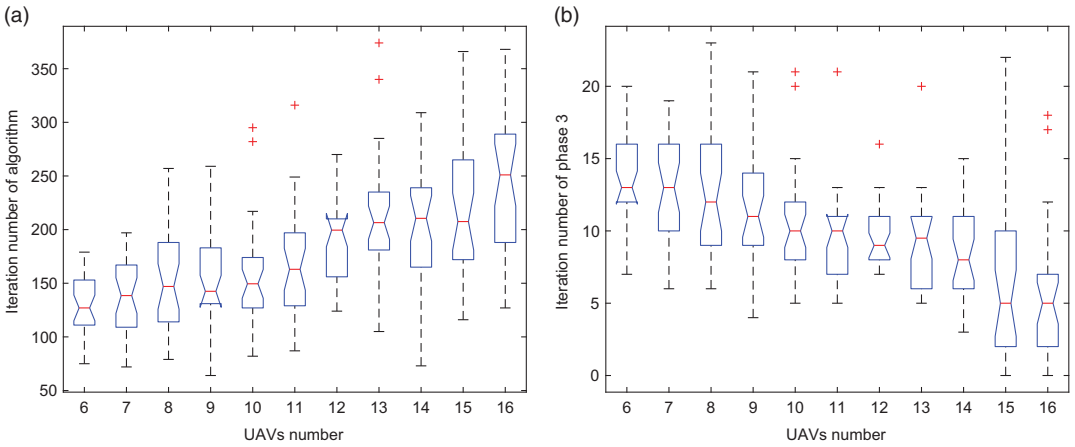 (a)
Iteration number of algorithm
350
300
250
200
150
100
50
6 7 8 9 10 11 12 13 14 15 16
UAVs number
(b)
Iteration number of phase 3
20
15
10
5
0
6 7 8 9 10 11 12 13 14 15 16
UAVs number